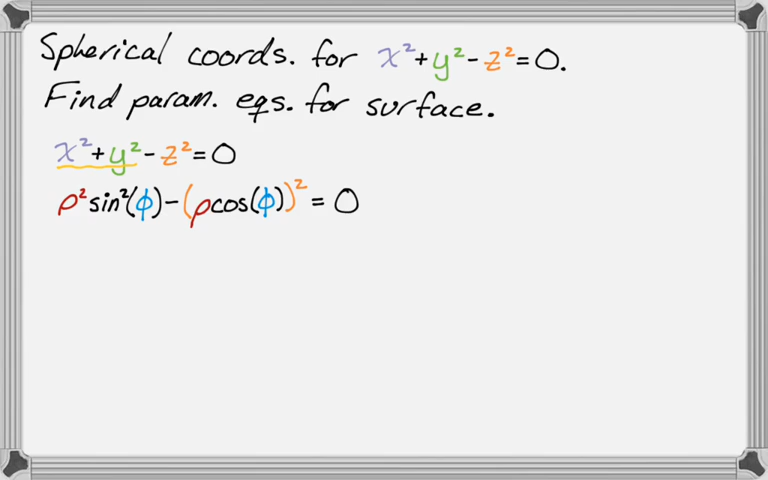 Spherical coords. for x²+y²-z²=0.
Find param. eqs. for surface.
x²+y²-z²=0
ρ²sin²(ϕ)-(ρcos(ϕ))²=0